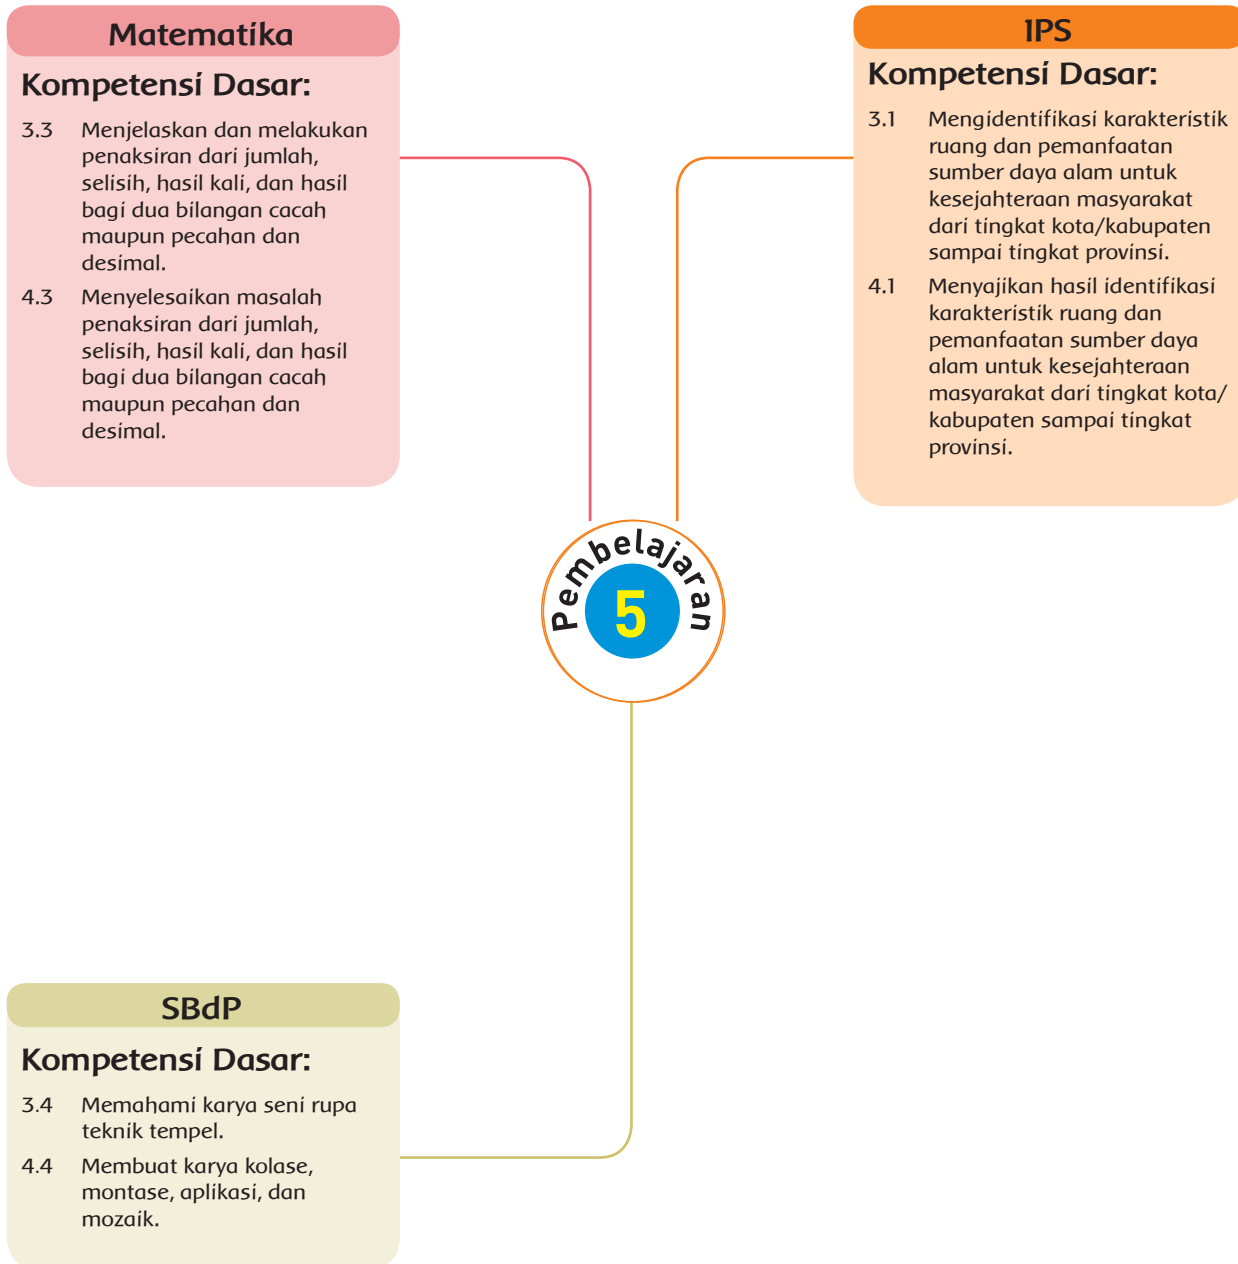 Matematika
Kompetensi Dasar:
3.3 Menjelaskan dan melakukan
penaksiran dari jumlah,
selisih, hasil kali, dan hasil
bagi dua bilangan cacah
maupun pecahan dan
desimal.
4.3 Menyelesaikan masalah
penaksiran dari jumlah,
selisih, hasil kali, dan hasil
bagi dua bilangan cacah
maupun pecahan dan
desimal.
IPS
Kompetensi Dasar:
3.1 Mengidentifikasi karakteristik
ruang dan pemanfaatan
sumber daya alam untuk
kesejahteraan masyarakat
dari tingkat kota/kabupaten
sampai tingkat provinsi.
4.1 Menyajikan hasil identifikasi
karakteristik ruang dan
pemanfaatan sumber daya
alam untuk kesejahteraan
masyarakat dari tingkat kota/
kabupaten sampai tingkat
provinsi.
Pembelajaran
5
SBdP
Kompetensi Dasar:
3.4 Memahami karya seni rupa
teknik tempel.
4.4 Membuat karya kolase,
montase, aplikasi, dan
mozaik.